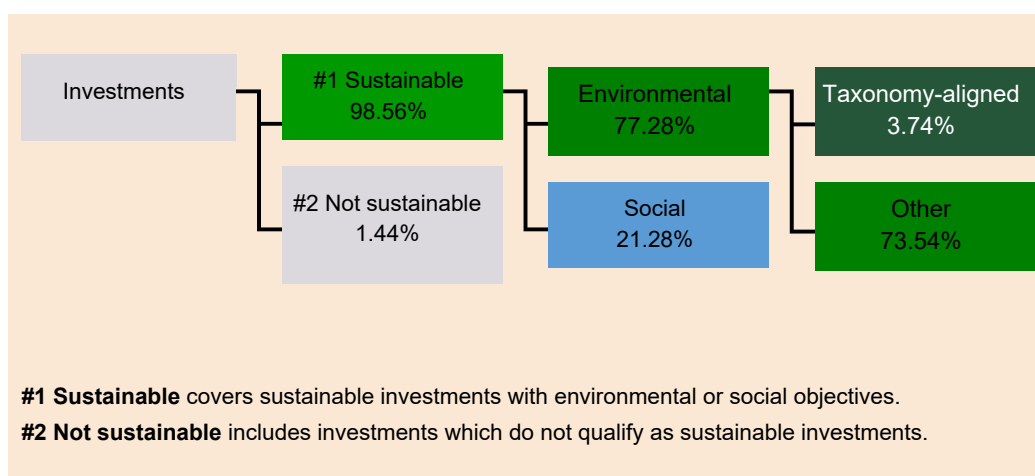 Investments
#1 Sustainable
98.56%
#2 Not sustainable
1.44%
Environmental
77.28%
Social
21.28%
Taxonomy-aligned
3.74%
Other
73.54%
#1 Sustainable covers sustainable investments with environmental or social objectives.
#2 Not sustainable includes investments which do not qualify as sustainable investments.